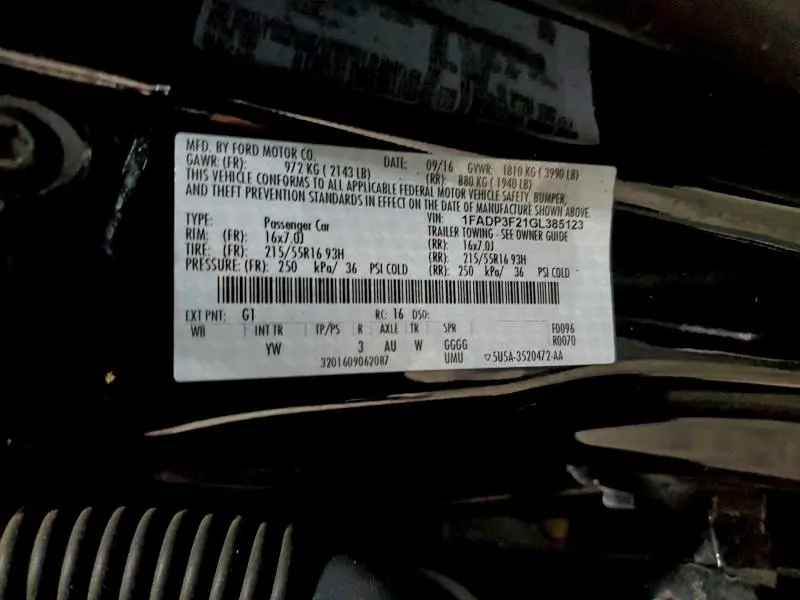 MFD. BY FORD MOTOR CO.
DATE: 09/16 GVWR: 1810 KG ( 3990 LB)
GAWR: (FR): 972 KG ( 2143 LB) (RR): 880 KG ( 1940 LB)
THIS VEHICLE CONFORMS TO ALL APPLICABLE FEDERAL MOTOR VEHICLE SAFETY, BUMPER,
AND THEFT PREVENTION STANDARDS IN EFFECT ON THE DATE OF MANUFACTURE SHOWN ABOVE.
TYPE: Passenger Car VIN: 1FADP3F21GL385123
TRAILER TOWING - SEE OWNER GUIDE
RIM: (FR): 16x7.0J (RR): 16x7.0J
TIRE: (FR): 215/55R16 93H (RR): 215/55R16 93H
PRESSURE: (FR): 250 kPa/ 36 PSI COLD (RR): 250 kPa/ 36 PSI COLD
EXT PNT: G1 RC: 16 DSO:
WB INT TR TP/PS R AXLE TR SPR F0096
YW 3 AU W GGGG R0070
3201609062087 UMU ▽5U5A-3520472-AA